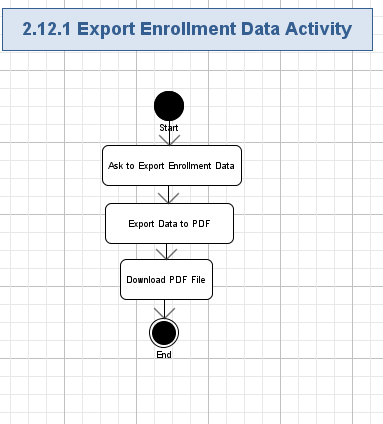 2.12.1 Export Enrollment Data Activity
Start
Ask to Export Enrollment Data
Export Data to PDF
Download PDF File
End